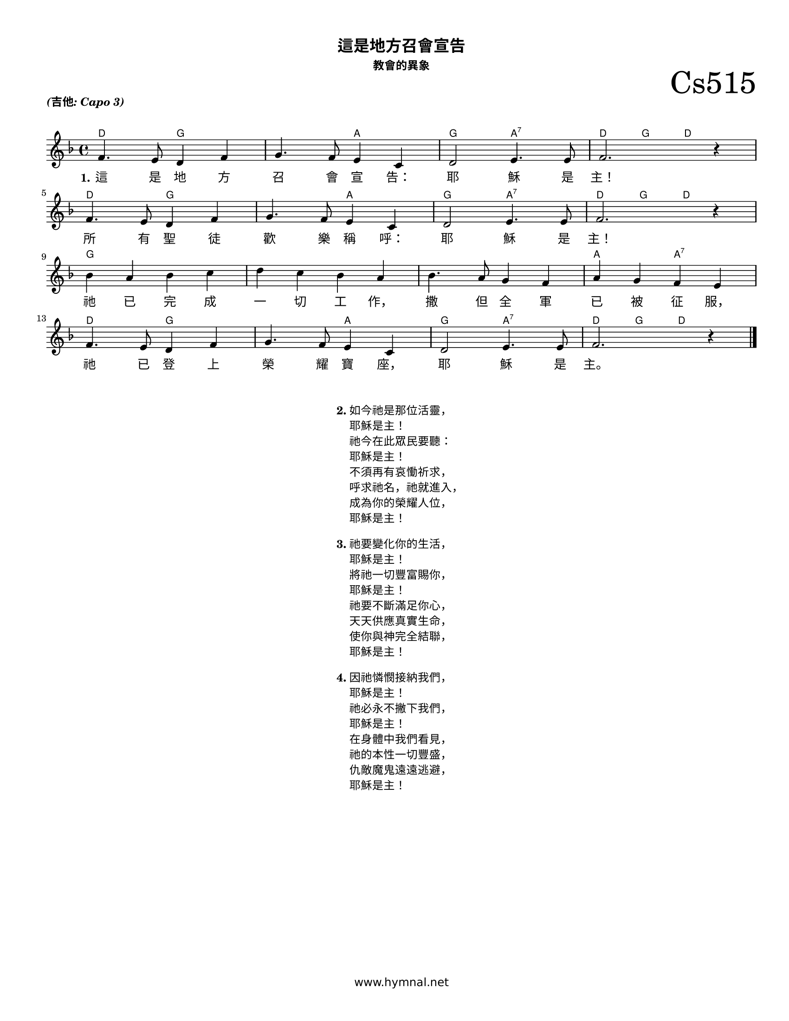 這是地方召會宣告
教會的異象
Cs515
(吉他: Capo 3)
D G G A G A7 D G D
1. 這 是 地 方 召 會 宣 告： 耶 穌 是 主！
5
D G A G A7 D G D
所 有 聖 徒 歡 樂 稱 呼： 耶 穌 是 主！
9
G A A7
祂 已 完 成 一 切 工 作， 撒 但 全 軍 已 被 征 服，
13
D G A G A7 D G D
祂 已 登 上 榮 耀 寶 座， 耶 穌 是 主。
2. 如今祂是那位活靈，
耶穌是主！
祂今在此眾民要聽：
耶穌是主！
不須再有哀慟祈求，
呼求祂名，祂就進入，
成為你的榮耀人位，
耶穌是主！
3. 祂要變化你的生活，
耶穌是主！
將祂一切豐富賜你，
耶穌是主！
祂要不斷滿足你心，
天天供應真實生命，
使你與神完全結聯，
耶穌是主！
4. 因祂憐憫接納我們，
耶穌是主！
祂必永不撇下我們，
耶穌是主！
在身體中我們看見，
祂的本性一切豐盛，
仇敵魔鬼遠遠逃避，
耶穌是主！
www.hymnal.net